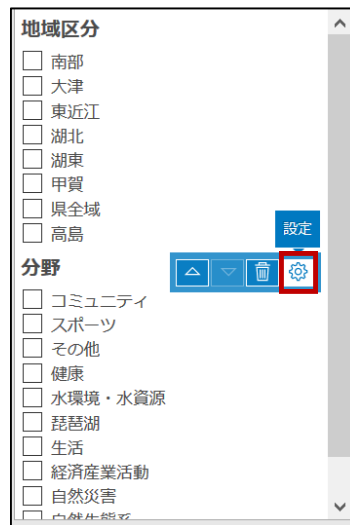 地域区分
南部
大津
東近江
湖北
湖東
甲賀
県全域
高島
設定
分野
コミュニティ
スポーツ
その他
健康
水環境・水資源
琵琶湖
生活
経済産業活動
自然災害